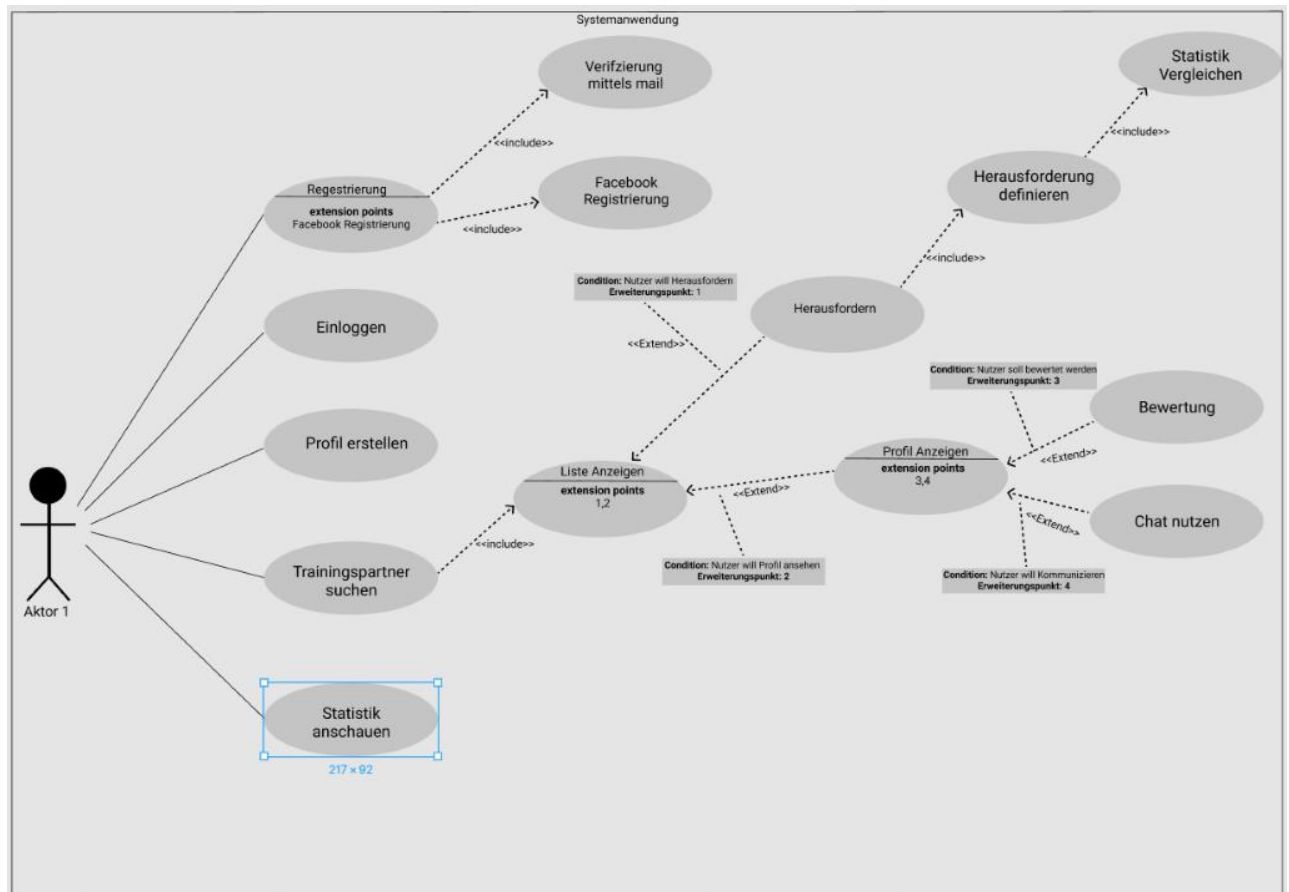 Systemanwendung
Verifzierung
mittels mail
Statistik
Vergleichen
<<include>>
<<include>>
Regestrierung
extension points
Facebook Registrierung
Facebook
Registrierung
<<include>>
Herausforderung
definieren
<<include>>
Condition: Nutzer will Herausfordern
Erweiterungspunkt: 1
Herausfordern
Einloggen
<<Extend>>
Condition: Nutzer soll bewertet werden
Erweiterungspunkt: 3
Bewertung
Profil erstellen
<<Extend>>
Profil Anzeigen
extension points
3,4
Liste Anzeigen
extension points
1,2
<<Extend>>
<<Extend>>
Chat nutzen
<<include>>
Condition: Nutzer will Profil ansehen
Erweiterungspunkt: 2
Condition: Nutzer will Kommunizieren
Erweiterungspunkt: 4
Trainingspartner
suchen
Aktor 1
Statistik
anschauen
217 × 92